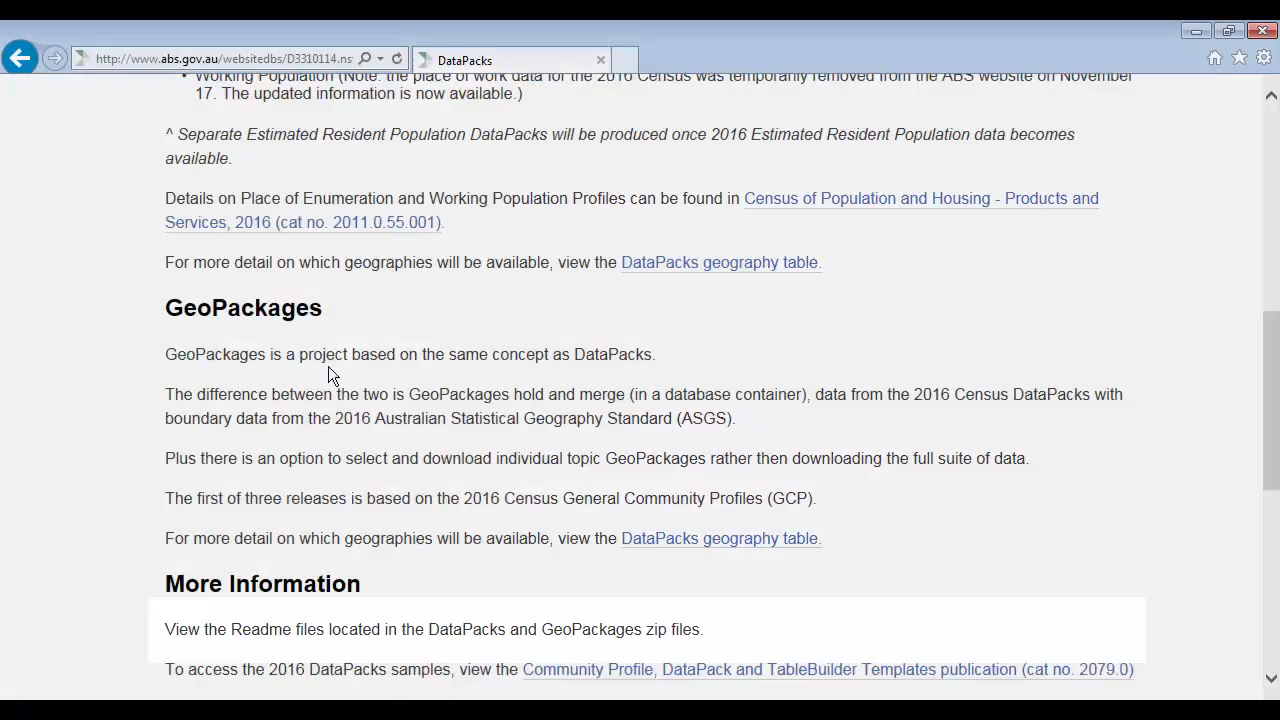 http://www.abs.gov.au/websitedbs/D3310114.ns
DataPacks
Working Population (Note: the place of work data for the 2016 Census was temporarily removed from the ABS website on November
17. The updated information is now available.)
^ Separate Estimated Resident Population DataPacks will be produced once 2016 Estimated Resident Population data becomes
available.
Details on Place of Enumeration and Working Population Profiles can be found in Census of Population and Housing - Products and
Services, 2016 (cat no. 2011.0.55.001).
For more detail on which geographies will be available, view the DataPacks geography table.
GeoPackages
GeoPackages is a project based on the same concept as DataPacks.
The difference between the two is GeoPackages hold and merge (in a database container), data from the 2016 Census DataPacks with
boundary data from the 2016 Australian Statistical Geography Standard (ASGS).
Plus there is an option to select and download individual topic GeoPackages rather then downloading the full suite of data.
The first of three releases is based on the 2016 Census General Community Profiles (GCP).
For more detail on which geographies will be available, view the DataPacks geography table.
More Information
View the Readme files located in the DataPacks and GeoPackages zip files.
To access the 2016 DataPacks samples, view the Community Profile, DataPack and TableBuilder Templates publication (cat no. 2079.0)